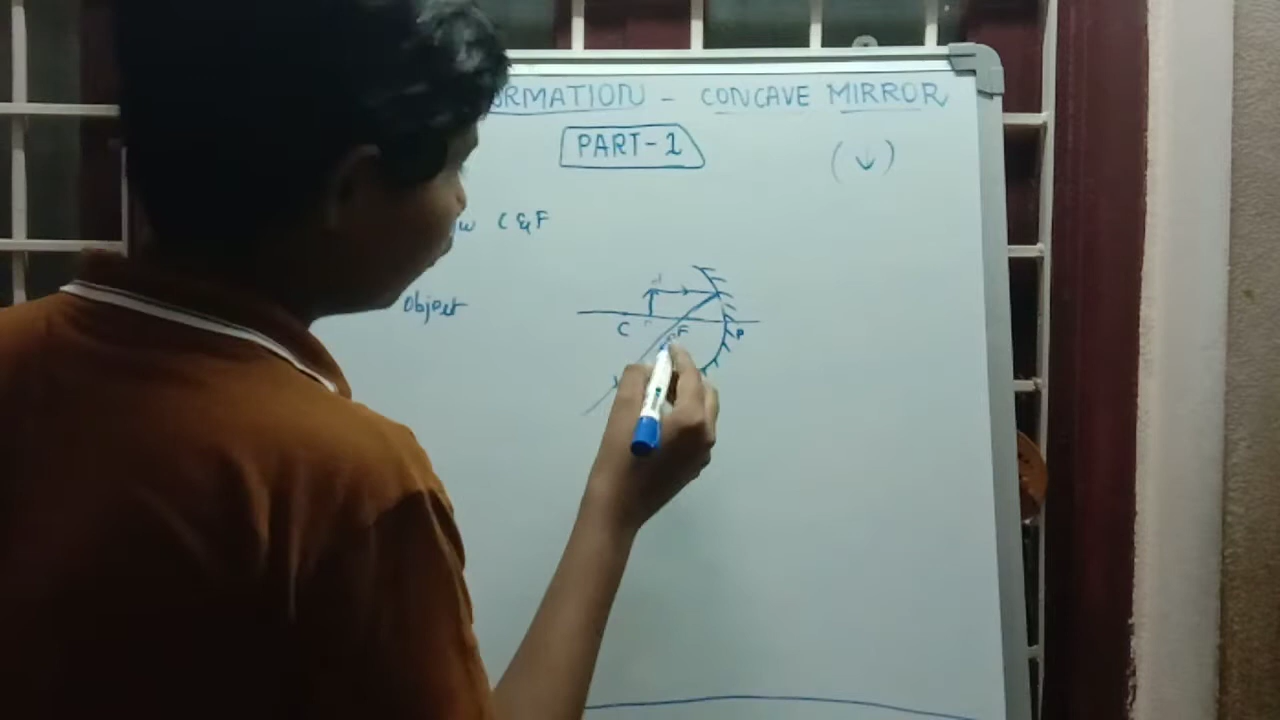 ORMATION - CONCAVE MIRROR
PART-1
(↓)
w C & F
Object
C F P